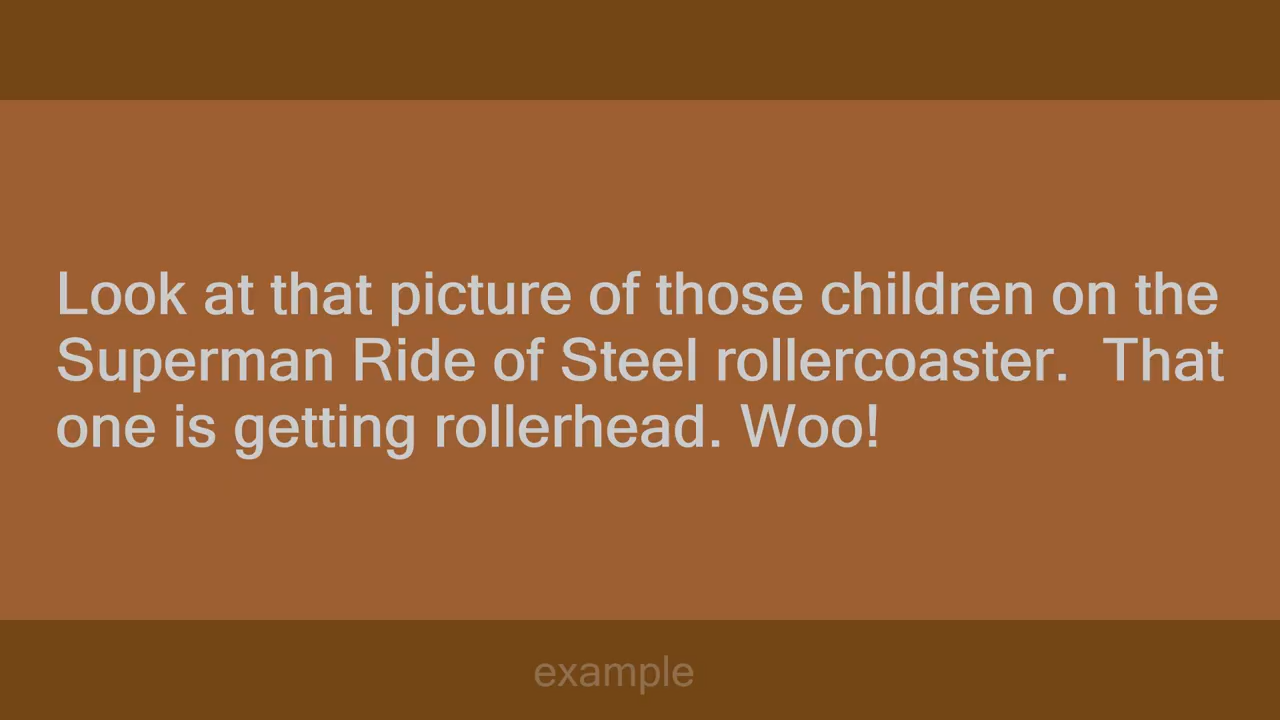 Look at that picture of those children on the
Superman Ride of Steel rollercoaster.  That
one is getting rollerhead. Woo!
example